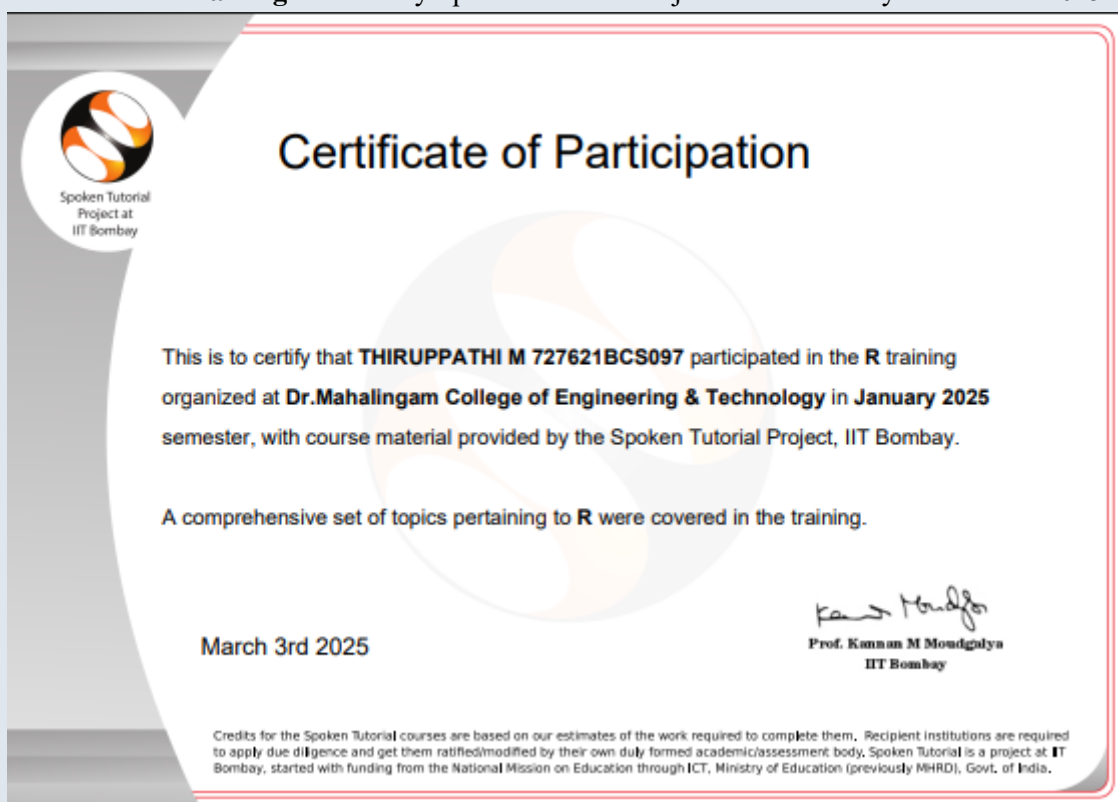 Spoken Tutorial
Project at
IIT Bombay
Certificate of Participation
This is to certify that THIRUPPATHI M 727621BCS097 participated in the R training
organized at Dr.Mahalingam College of Engineering & Technology in January 2025
semester, with course material provided by the Spoken Tutorial Project, IIT Bombay.
A comprehensive set of topics pertaining to R were covered in the training.
March 3rd 2025
Prof. Kannan M Moudgalya
IIT Bombay
Credits for the Spoken Tutorial courses are based on our estimates of the work required to complete them. Recipient institutions are required
to apply due diligence and get them ratified/modified by their own duly formed academic/assessment body. Spoken Tutorial is a project at IIT
Bombay, started with funding from the National Mission on Education through ICT, Ministry of Education (previously MHRD), Govt. of India.